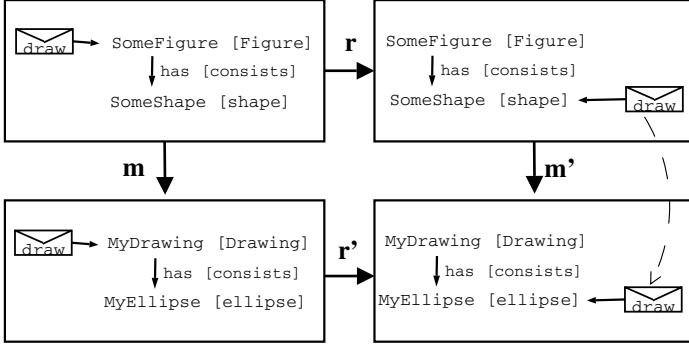 draw SomeFigure [Figure]
has [consists]
SomeShape [shape]
r
SomeFigure [Figure]
has [consists]
SomeShape [shape] draw
m
m’
draw MyDrawing [Drawing]
has [consists]
MyEllipse [ellipse]
r’
MyDrawing [Drawing]
has [consists]
MyEllipse [ellipse] draw